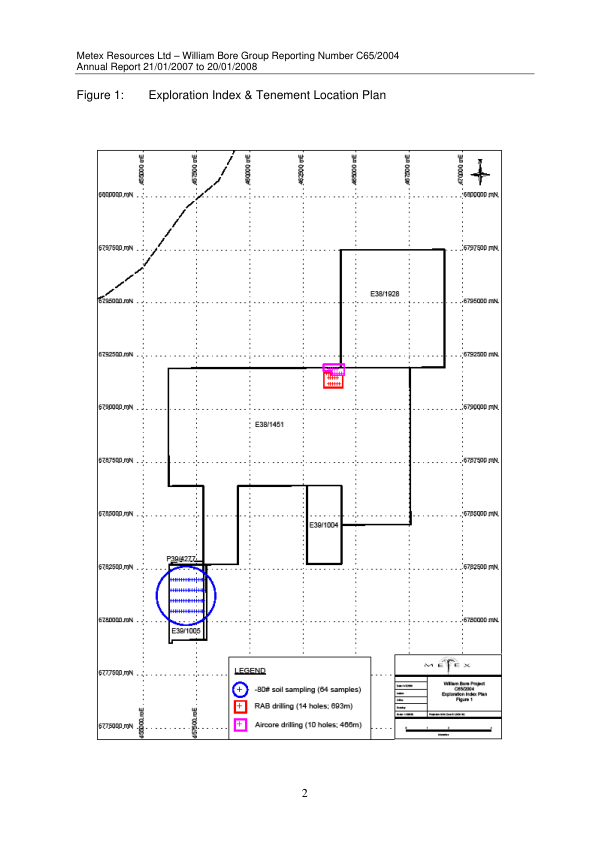 Metex Resources Ltd – William Bore Group Reporting Number C65/2004
Annual Report 21/01/2007 to 20/01/2008
Figure 1: Exploration Index & Tenement Location Plan
455000 mE 457500 mE 460000 mE 462500 mE 465000 mE 467500 mE 470000 mE
N
6800000 mN 6800000 mN
6797500 mN 6797500 mN
E38/1928
6795000 mN 6795000 mN
6792500 mN 6792500 mN
6790000 mN 6790000 mN
E38/1451
6787500 mN 6787500 mN
6785000 mN 6785000 mN
E39/1004
P39/4277
6782500 mN 6782500 mN
6780000 mN 6780000 mN
E39/1005
6777500 mN 6777500 mN
6775000 mN 6775000 mN
455000 mE 457500 mE
LEGEND
-80# soil sampling (64 samples)
RAB drilling (14 holes; 693m)
Aircore drilling (10 holes; 466m)
METEX
William Bore Project
C65/2004
Exploration Index Plan
Figure 1
2